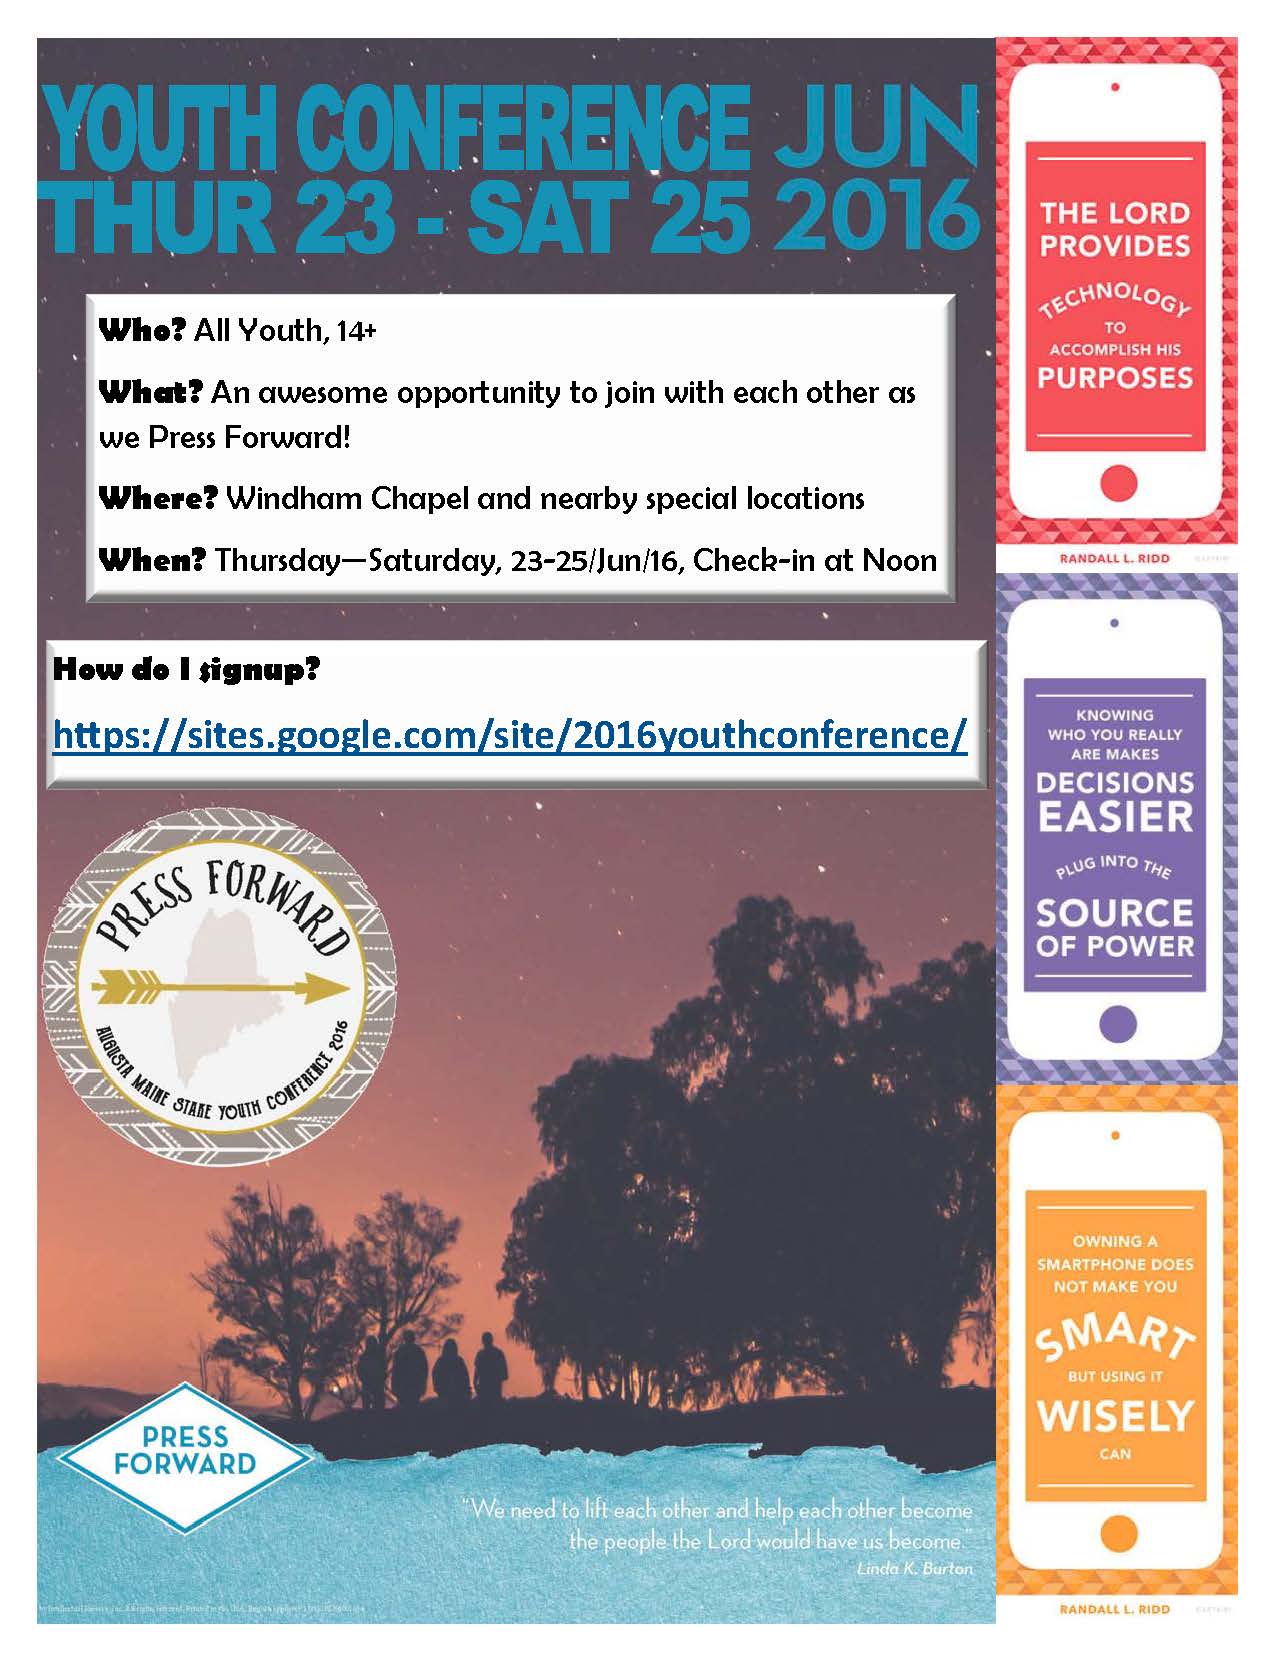 YOUTH CONFERENCE JUN
THUR 23 - SAT 25 2016
Who? All Youth, 14+
What? An awesome opportunity to join with each other as
we Press Forward!
Where? Windham Chapel and nearby special locations
When? Thursday—Saturday, 23-25/Jun/16, Check-in at Noon
How do I signup?
https://sites.google.com/site/2016youthconference/
PRESS FORWARD
AUGUSTA MAINE STAKE YOUTH CONFERENCE 2016
PRESS
FORWARD
"We need to lift each other and help each other become
the people the Lord would have us become."
Linda K. Burton
THE LORD
PROVIDES
TECHNOLOGY
TO
ACCOMPLISH HIS
PURPOSES
RANDALL L. RIDD
KNOWING
WHO YOU REALLY
ARE MAKES
DECISIONS
EASIER
PLUG INTO THE
SOURCE
OF POWER
OWNING A
SMARTPHONE DOES
NOT MAKE YOU
SMART
BUT USING IT
WISELY
CAN
RANDALL L. RIDD